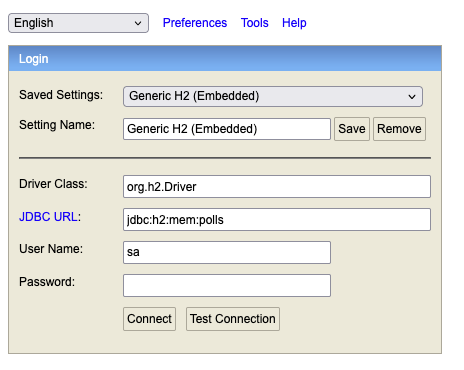 English Preferences Tools Help
Login
Saved Settings: Generic H2 (Embedded)
Setting Name: Generic H2 (Embedded) Save Remove
Driver Class: org.h2.Driver
JDBC URL: jdbc:h2:mem:polls
User Name: sa
Password:
Connect Test Connection